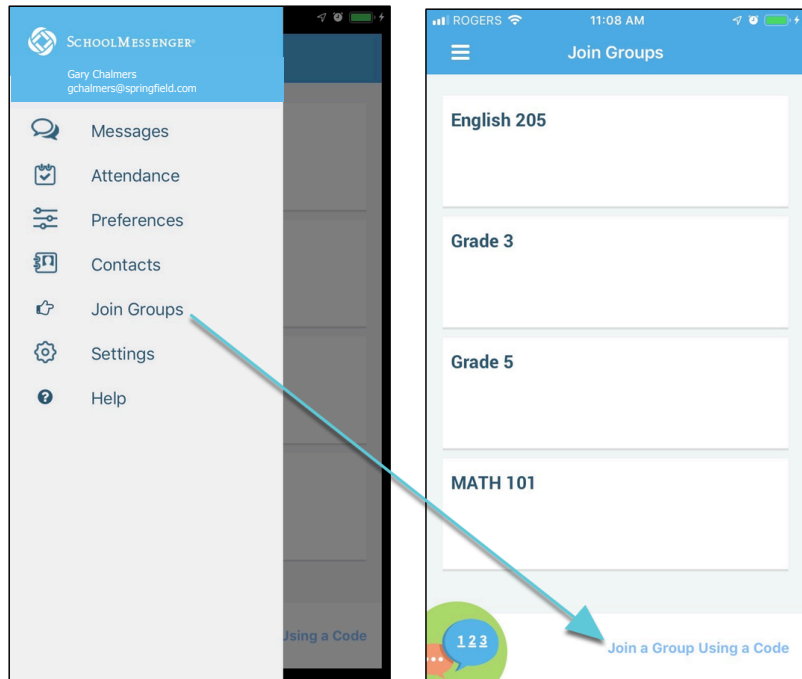 SCHOOLMESSENGER®
Gary Chalmers
gchalmers@springfield.com
Messages
Attendance
Preferences
Contacts
Join Groups
Settings
Help
Using a Code
ROGERS 11:08 AM
Join Groups
English 205
Grade 3
Grade 5
MATH 101
123
Join a Group Using a Code